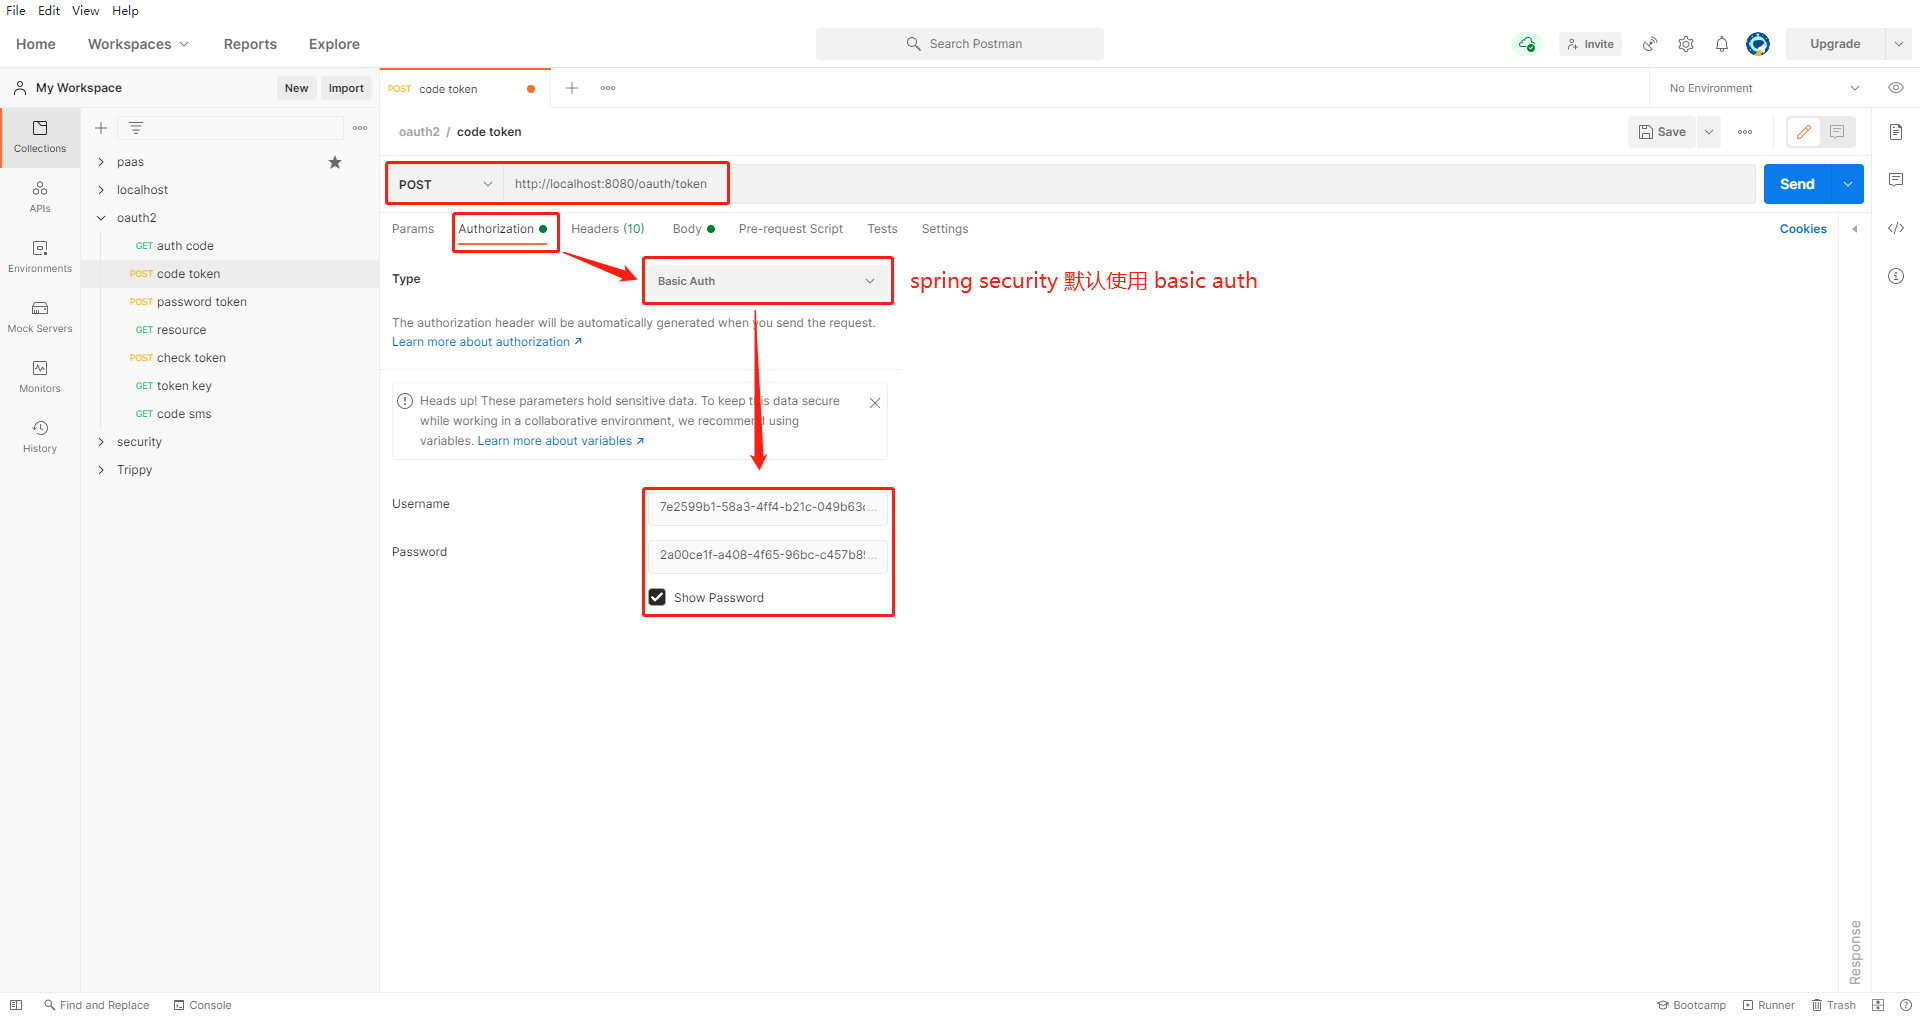 File Edit View Help
Home Workspaces Reports Explore
Search Postman
Invite
Upgrade
My Workspace
New Import
POST code token
No Environment
Collections
APIs
Environments
Mock Servers
Monitors
History
paas
localhost
oauth2
GET auth code
POST code token
POST password token
GET resource
POST check token
GET token key
GET code sms
security
Trippy
oauth2 / code token
Save
POST http://localhost:8080/oauth/token
Send
Params Authorization Headers (10) Body Pre-request Script Tests Settings
Cookies
Type Basic Auth
spring security 默认使用 basic auth
The authorization header will be automatically generated when you send the request.
Learn more about authorization ↗
Heads up! These parameters hold sensitive data. To keep this data secure
while working in a collaborative environment, we recommend using
variables. Learn more about variables ↗
Username 7e2599b1-58a3-4ff4-b21c-049b63c...
Password 2a00ce1f-a408-4f65-96bc-c457b8...
Show Password
Response
Find and Replace Console
Bootcamp Runner Trash